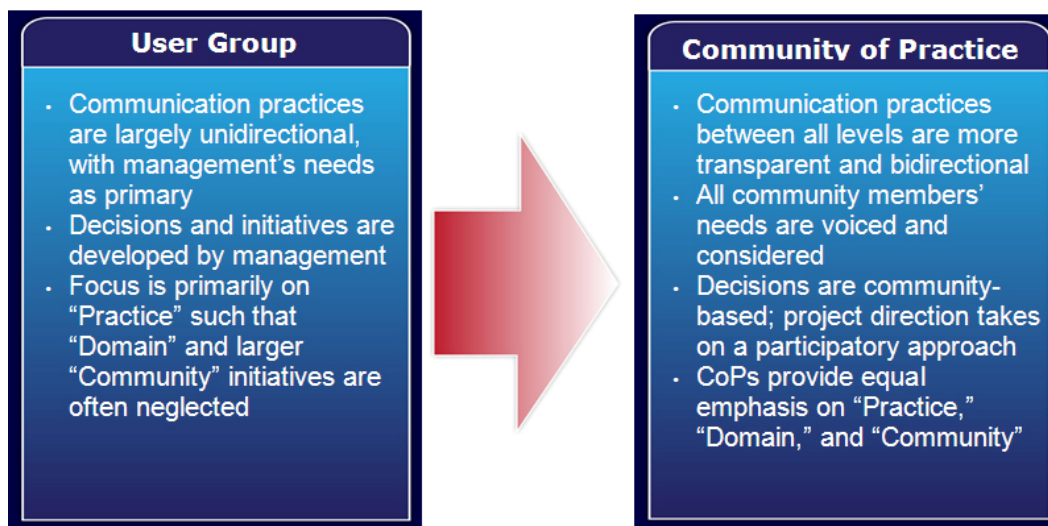 User Group
• Communication practices
are largely unidirectional,
with management's needs
as primary
• Decisions and initiatives are
developed by management
• Focus is primarily on
“Practice” such that
“Domain” and larger
“Community” initiatives are
often neglected
Community of Practice
• Communication practices
between all levels are more
transparent and bidirectional
• All community members’
needs are voiced and
considered
• Decisions are community-
based; project direction takes
on a participatory approach
• CoPs provide equal
emphasis on “Practice,”
“Domain,” and “Community”